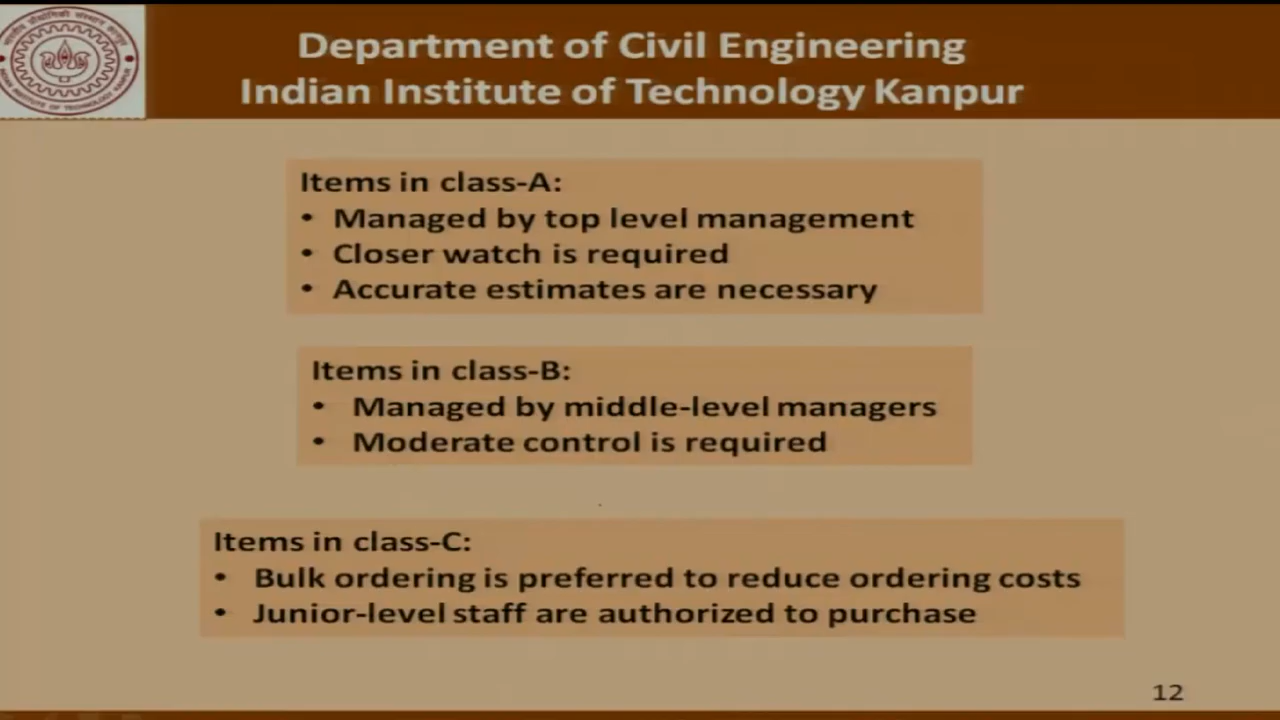 Department of Civil Engineering
Indian Institute of Technology Kanpur
Items in class-A:
• Managed by top level management
• Closer watch is required
• Accurate estimates are necessary
Items in class-B:
• Managed by middle-level managers
• Moderate control is required
Items in class-C:
• Bulk ordering is preferred to reduce ordering costs
• Junior-level staff are authorized to purchase
12